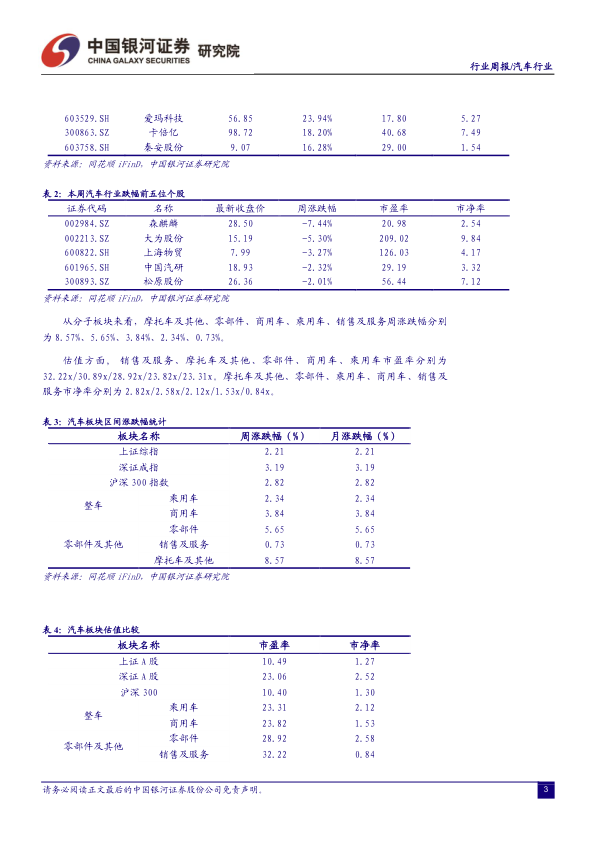 中国银河证券 研究院
CHINA GALAXY SECURITIES
行业周报/汽车行业
603529.SH 爱玛科技 56.85 23.94% 17.80 5.27
300863.SZ 卡倍亿 98.72 18.20% 40.68 7.49
603758.SH 秦安股份 9.07 16.28% 29.00 1.54
资料来源：同花顺 iFinD，中国银河证券研究院
表 2：本周汽车行业跌幅前五位个股
证券代码 名称 最新收盘价 周涨跌幅 市盈率 市净率
002984.SZ 森麒麟 28.50 -7.44% 20.98 2.54
002213.SZ 大为股份 15.19 -5.30% 209.02 9.84
600822.SH 上海物贸 7.99 -3.27% 126.03 4.17
601965.SH 中国汽研 18.93 -2.32% 29.19 3.32
300893.SZ 松原股份 26.36 -2.01% 56.44 7.12
资料来源：同花顺 iFinD，中国银河证券研究院
从分子板块来看，摩托车及其他、零部件、商用车、乘用车、销售及服务周涨跌幅分别
为 8.57%、5.65%、3.84%、2.34%、0.73%。
估值方面， 销售及服务、摩托车及其他、零部件、商用车、乘用车市盈率分别为
32.22x/30.89x/28.92x/23.82x/23.31x，摩托车及其他、零部件、乘用车、商用车、销售及
服务市净率分别为 2.82x/2.58x/2.12x/1.53x/0.84x。
表 3：汽车板块区间涨跌幅统计
板块名称 周涨跌幅（%） 月涨跌幅（%）
上证综指 2.21 2.21
深证成指 3.19 3.19
沪深 300 指数 2.82 2.82
整车 乘用车 2.34 2.34
商用车 3.84 3.84
零部件及其他 零部件 5.65 5.65
销售及服务 0.73 0.73
摩托车及其他 8.57 8.57
资料来源：同花顺 iFinD，中国银河证券研究院
表 4：汽车板块估值比较
板块名称 市盈率 市净率
上证 A 股 10.49 1.27
深证 A 股 23.06 2.52
沪深 300 10.40 1.30
整车 乘用车 23.31 2.12
商用车 23.82 1.53
零部件及其他 零部件 28.92 2.58
销售及服务 32.22 0.84
请务必阅读正文最后的中国银河证券股份公司免责声明。 3